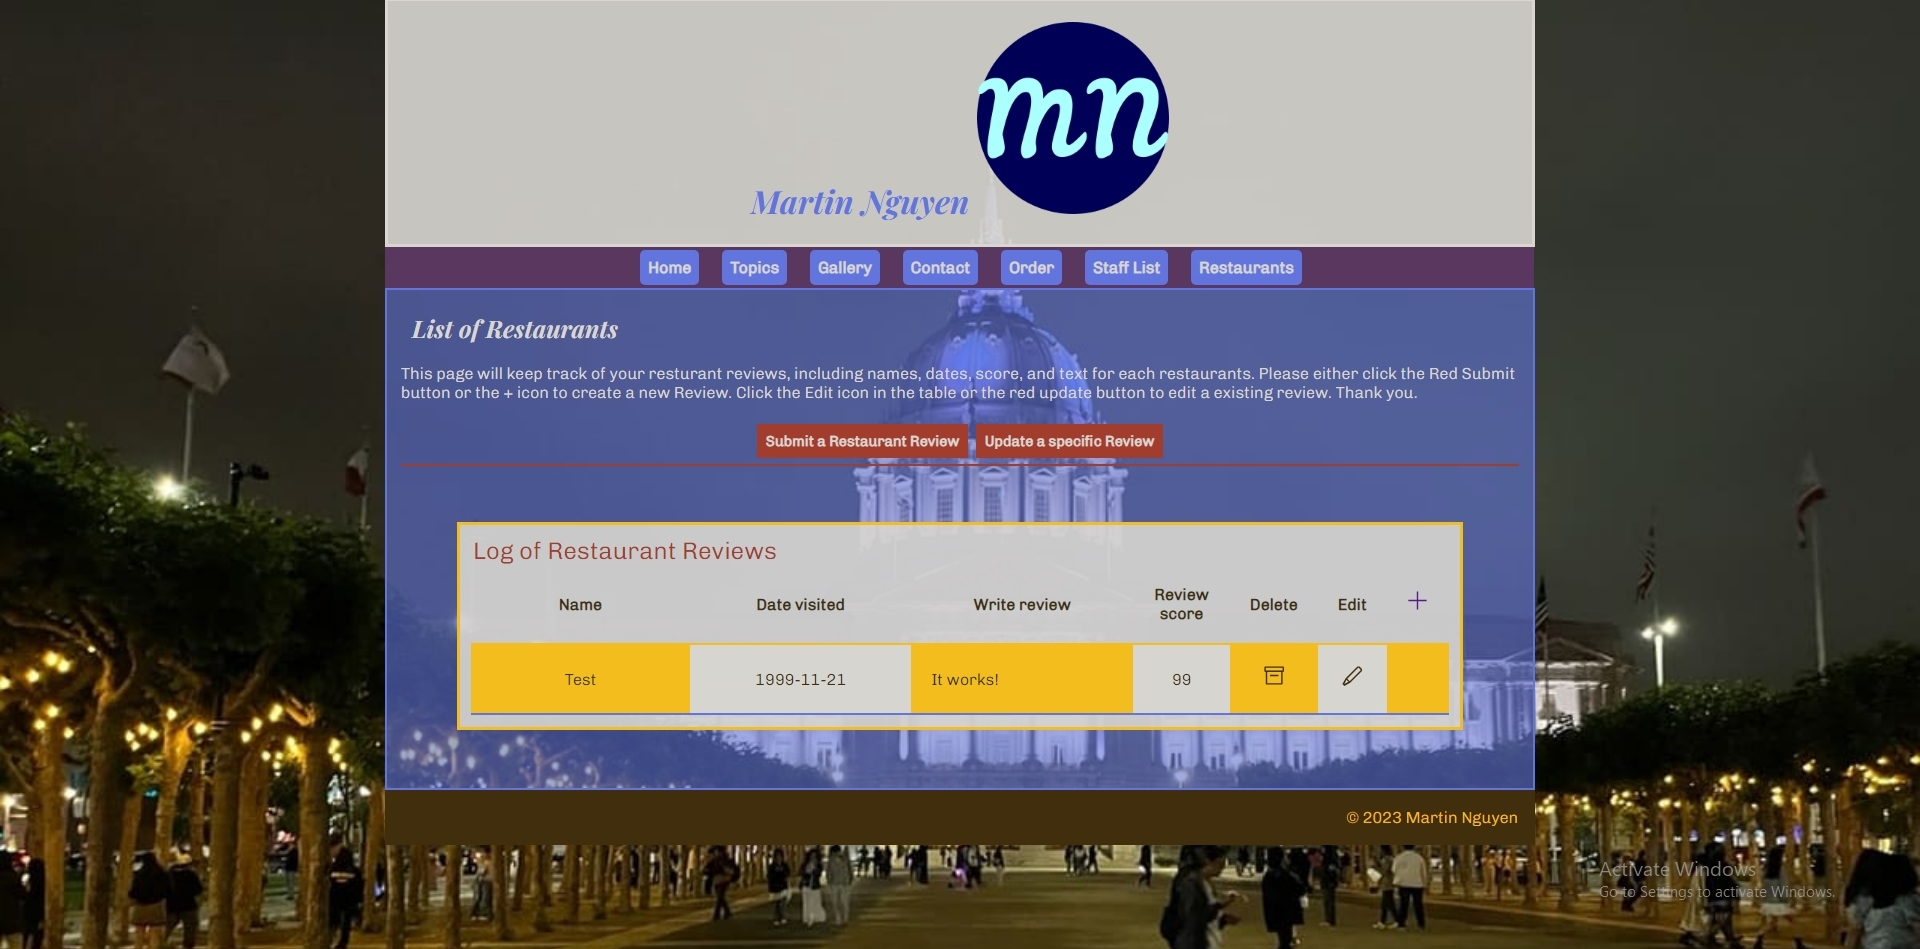 mn
Martin Nguyen
Home Topics Gallery Contact Order Staff List Restaurants
List of Restaurants
This page will keep track of your resturant reviews, including names, dates, score, and text for each restaurants. Please either click the Red Submit
button or the + icon to create a new Review. Click the Edit icon in the table or the red update button to edit a existing review. Thank you.
Submit a Restaurant Review Update a specific Review
Log of Restaurant Reviews
Name Date visited Write review Review score Delete Edit +
Test 1999-11-21 It works! 99
© 2023 Martin Nguyen
Activate Windows
Go to Settings to activate Windows.